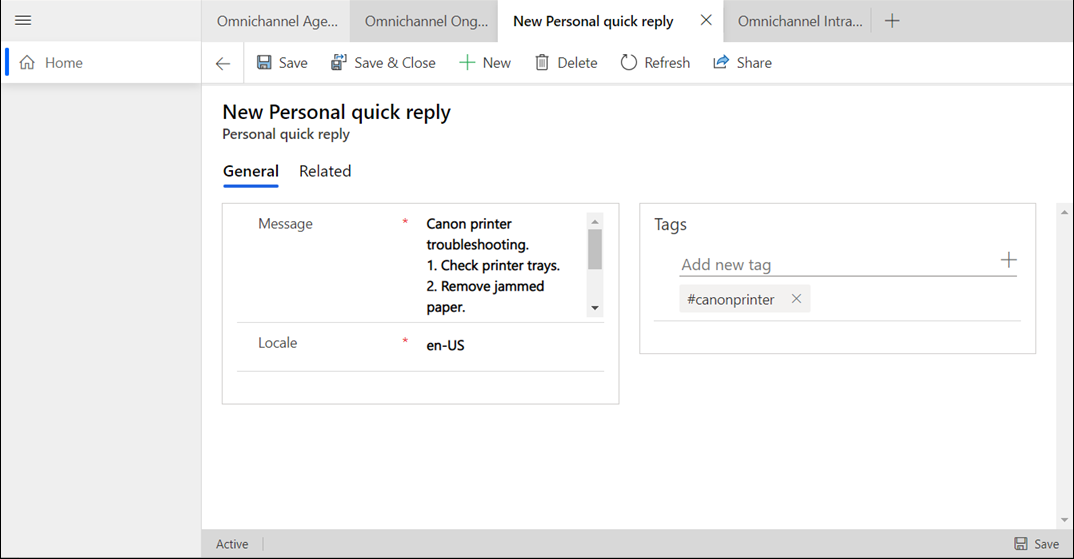 Omnichannel Age...
Omnichannel Ong...
New Personal quick reply
Omnichannel Intra...
Home
Save
Save & Close
New
Delete
Refresh
Share
New Personal quick reply
Personal quick reply
General
Related
Message
*
Canon printer
troubleshooting.
1. Check printer trays.
2. Remove jammed
paper.
Locale
*
en-US
Tags
Add new tag
#canonprinter
Active
Save